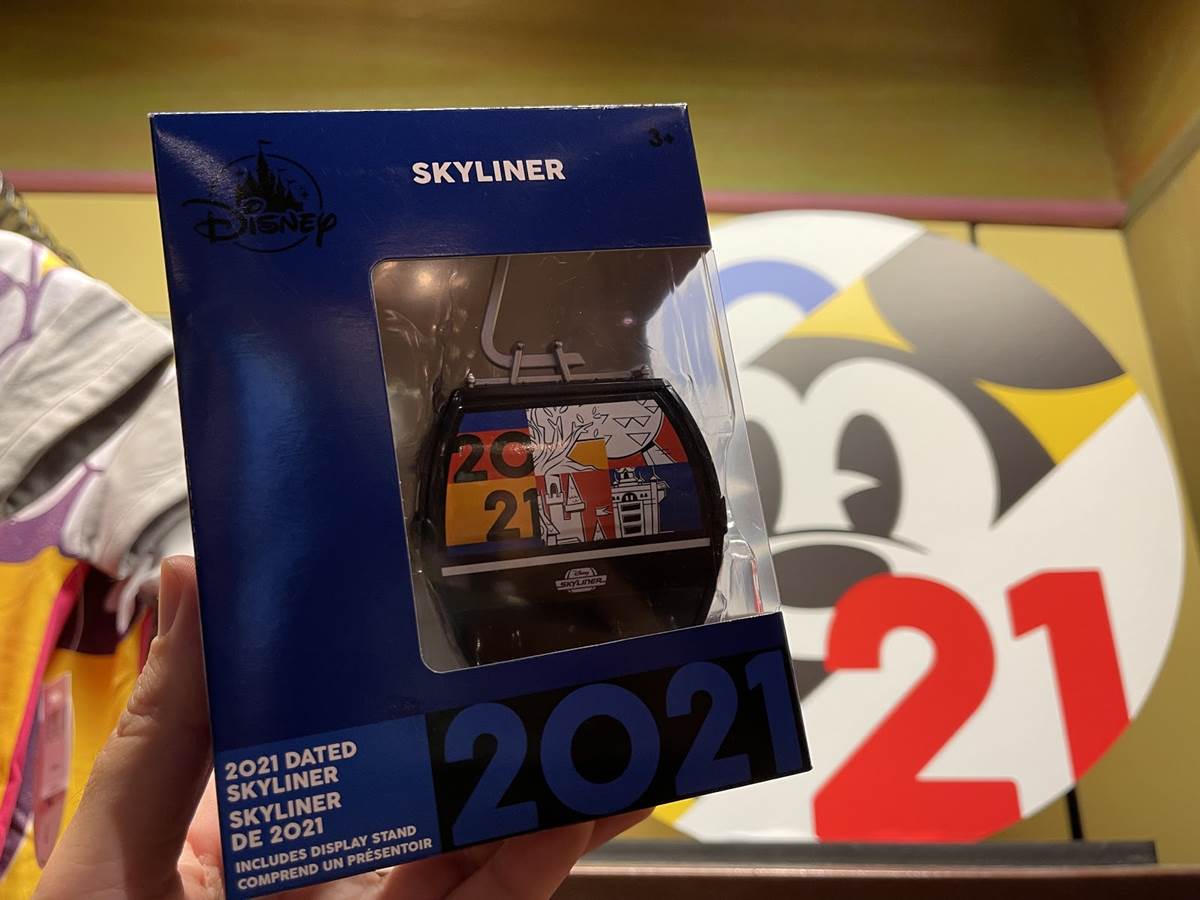 Disney
SKYLINER
3+
20
21
Disney
SKYLINER
2021 DATED
SKYLINER
SKYLINER
DE 2021
INCLUDES DISPLAY STAND
COMPREND UN PRÉSENTOIR
2021
21